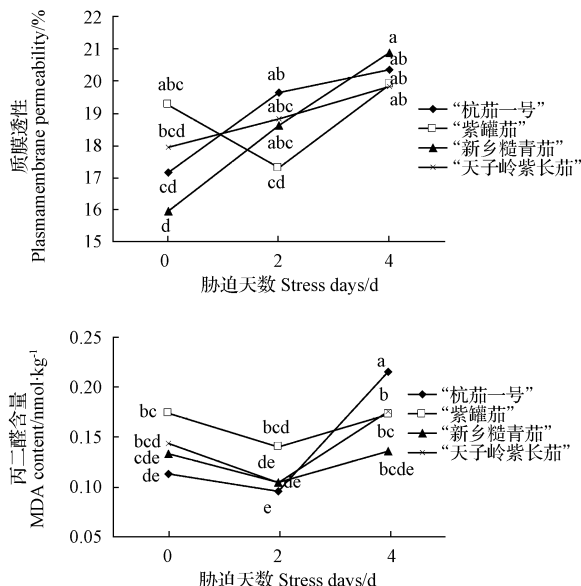 质膜透性
Plasmamembrane permeability/%
22
21
20
19
18
17
16
15
abc
bcd
cd
d
ab
abc
abc
cd
a
ab
ab
ab
0
2
4
胁迫天数 Stress days/d
“杭茄一号”
“紫罐茄”
“新乡糙青茄”
“天子岭紫长茄”
丙二醛含量
MDA content/nmol·kg⁻¹
0.25
0.20
0.15
0.10
0.05
bc
bcd
cde
de
bcd
de
de
e
a
b
bc
bcde
0
2
4
胁迫天数 Stress days/d
“杭茄一号”
“紫罐茄”
“新乡糙青茄”
“天子岭紫长茄”